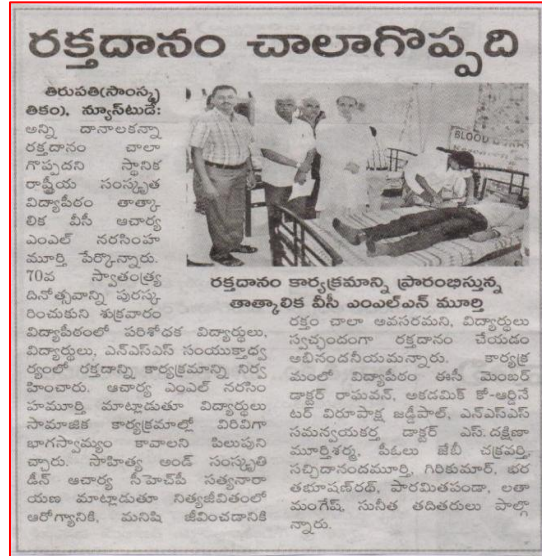 రక్తదానం చాలాగొప్పది
తిరుపతి(సాంస్కృ
తికం), న్యూస్‌టుడే:
అన్ని దానాలకన్నా
రక్తదానం చాలా
గొప్పదని స్థానిక
రాష్ట్రీయ సంస్కృత
విద్యాపీఠం తాత్కా
లిక వీసీ ఆచార్య
ఎంఎల్ నరసింహ
మూర్తి పేర్కొన్నారు.
70వ స్వాతంత్ర్య
దినోత్సవాన్ని పురస్క
రించుకుని శుక్రవారం
విద్యాపీఠంలో పరిశోధక విద్యార్థులు,
విద్యార్థులు, ఎన్ఎస్ఎస్ సంయుక్తాధ్వ
ర్యంలో రక్తదాన్ని కార్యక్రమాన్ని నిర్వ
హించారు. ఆచార్య ఎంఎల్ నరసిం
హమూర్తి మాట్లాడుతూ విద్యార్థులు
సామాజిక కార్యక్రమాల్లో విరివిగా
భాగస్వామ్యం కావాలని పిలుపుని
చ్చారు. సాహిత్య అండ్ సంస్కృతి
డీన్ ఆచార్య సీహెచ్‌పీ సత్యనారా
యణ మాట్లాడుతూ నిత్యజీవితంలో
ఆరోగ్యానికి, మనిషి జీవించడానికి
BLOOD
రక్తదానం కార్యక్రమాన్ని ప్రారంభిస్తున్న
తాత్కాలిక వీసీ ఎంఎల్ఎన్ మూర్తి
రక్తం చాలా అవసరమని, విద్యార్థులు
స్వచ్ఛందంగా రక్తదానం చేయడం
అభినందనీయమన్నారు. కార్యక్ర
మంలో విద్యాపీఠం ఈసీ మెంబర్
డాక్టర్ రాఘవన్, అకడమిక్ కో-ఆర్డినే
టర్ విరూపాక్ష జడ్డీపాల్, ఎన్ఎస్ఎస్
సమన్వయకర్త డాక్టర్ ఎస్.దక్షిణా
మూర్తిశర్మ, పీఓలు జేబీ చక్రవర్తి,
సచ్చిదానందమూర్తి, గిరికుమార్, భర
తభూషణ్‌రథ్, పారమితపండా, లతా
మంగేష్, సునీత తదితరులు పాల్గొ
న్నారు.